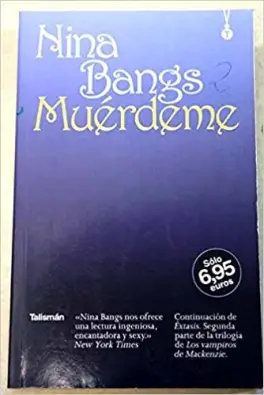 Nina
Bangs
Muérdeme
T
Sólo
6,95
euros
Talismán
«Nina Bangs nos ofrece
una lectura ingeniosa,
encantadora y sexy.»
New York Times
Continuación de
Éxtasis. Segunda
parte de la trilogía
de Los vampiros
de Mackenzie.